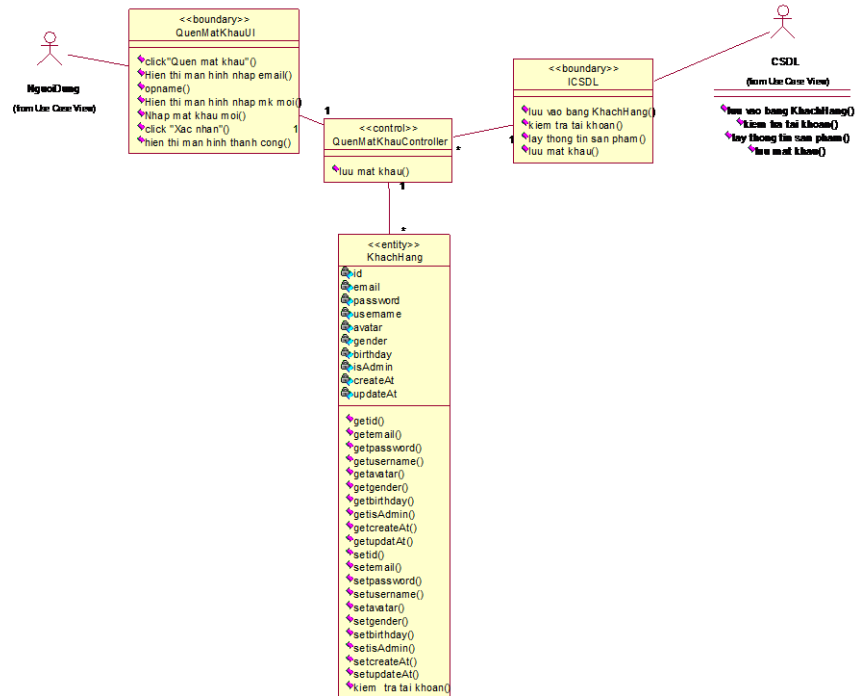 <<boundary>>
QuenMatKhauUI
click"Quen mat khau"()
Hien thi man hinh nhap email()
opname()
Hien thi man hinh nhap mk moi()
Nhap mat khau moi()
click "Xac nhan"()
hien thi man hinh thanh cong()
NguoiDung
(from Use Case View)
1
1
<<control>>
QuenMatKhauController
luu mat khau()
*
1
1
*
<<boundary>>
ICSDL
luu vao bang KhachHang()
kiem tra tai khoan()
lay thong tin san pham()
luu mat khau()
CSDL
(from Use Case View)
luu vao bang KhachHang()
kiem tra tai khoan()
lay thong tin san pham()
luu mat khau()
<<entity>>
KhachHang
id
email
password
username
avatar
gender
birthday
isAdmin
createAt
updateAt
getid()
getemail()
getpassword()
getusername()
getavatar()
getgender()
getbirthday()
getisAdmin()
getcreateAt()
getupdatAt()
setid()
setemail()
setpassword()
setusername()
setavatar()
setgender()
setbirthday()
setisAdmin()
setcreateAt()
setupdateAt()
kiem tra tai khoan()